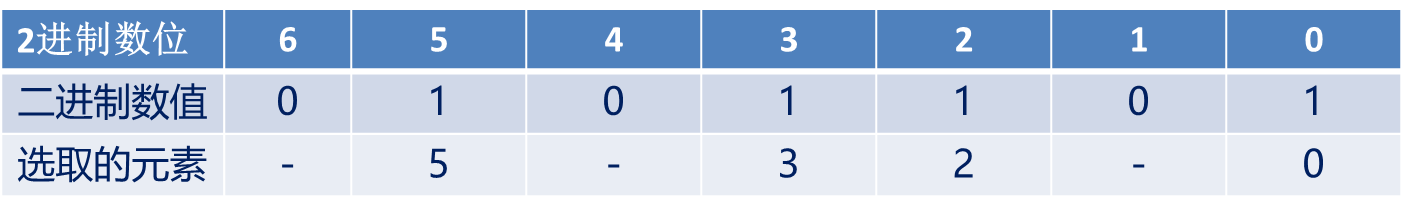 2进制数位 6 5 4 3 2 1 0
二进制数值 0 1 0 1 1 0 1
选取的元素 - 5 - 3 2 - 0